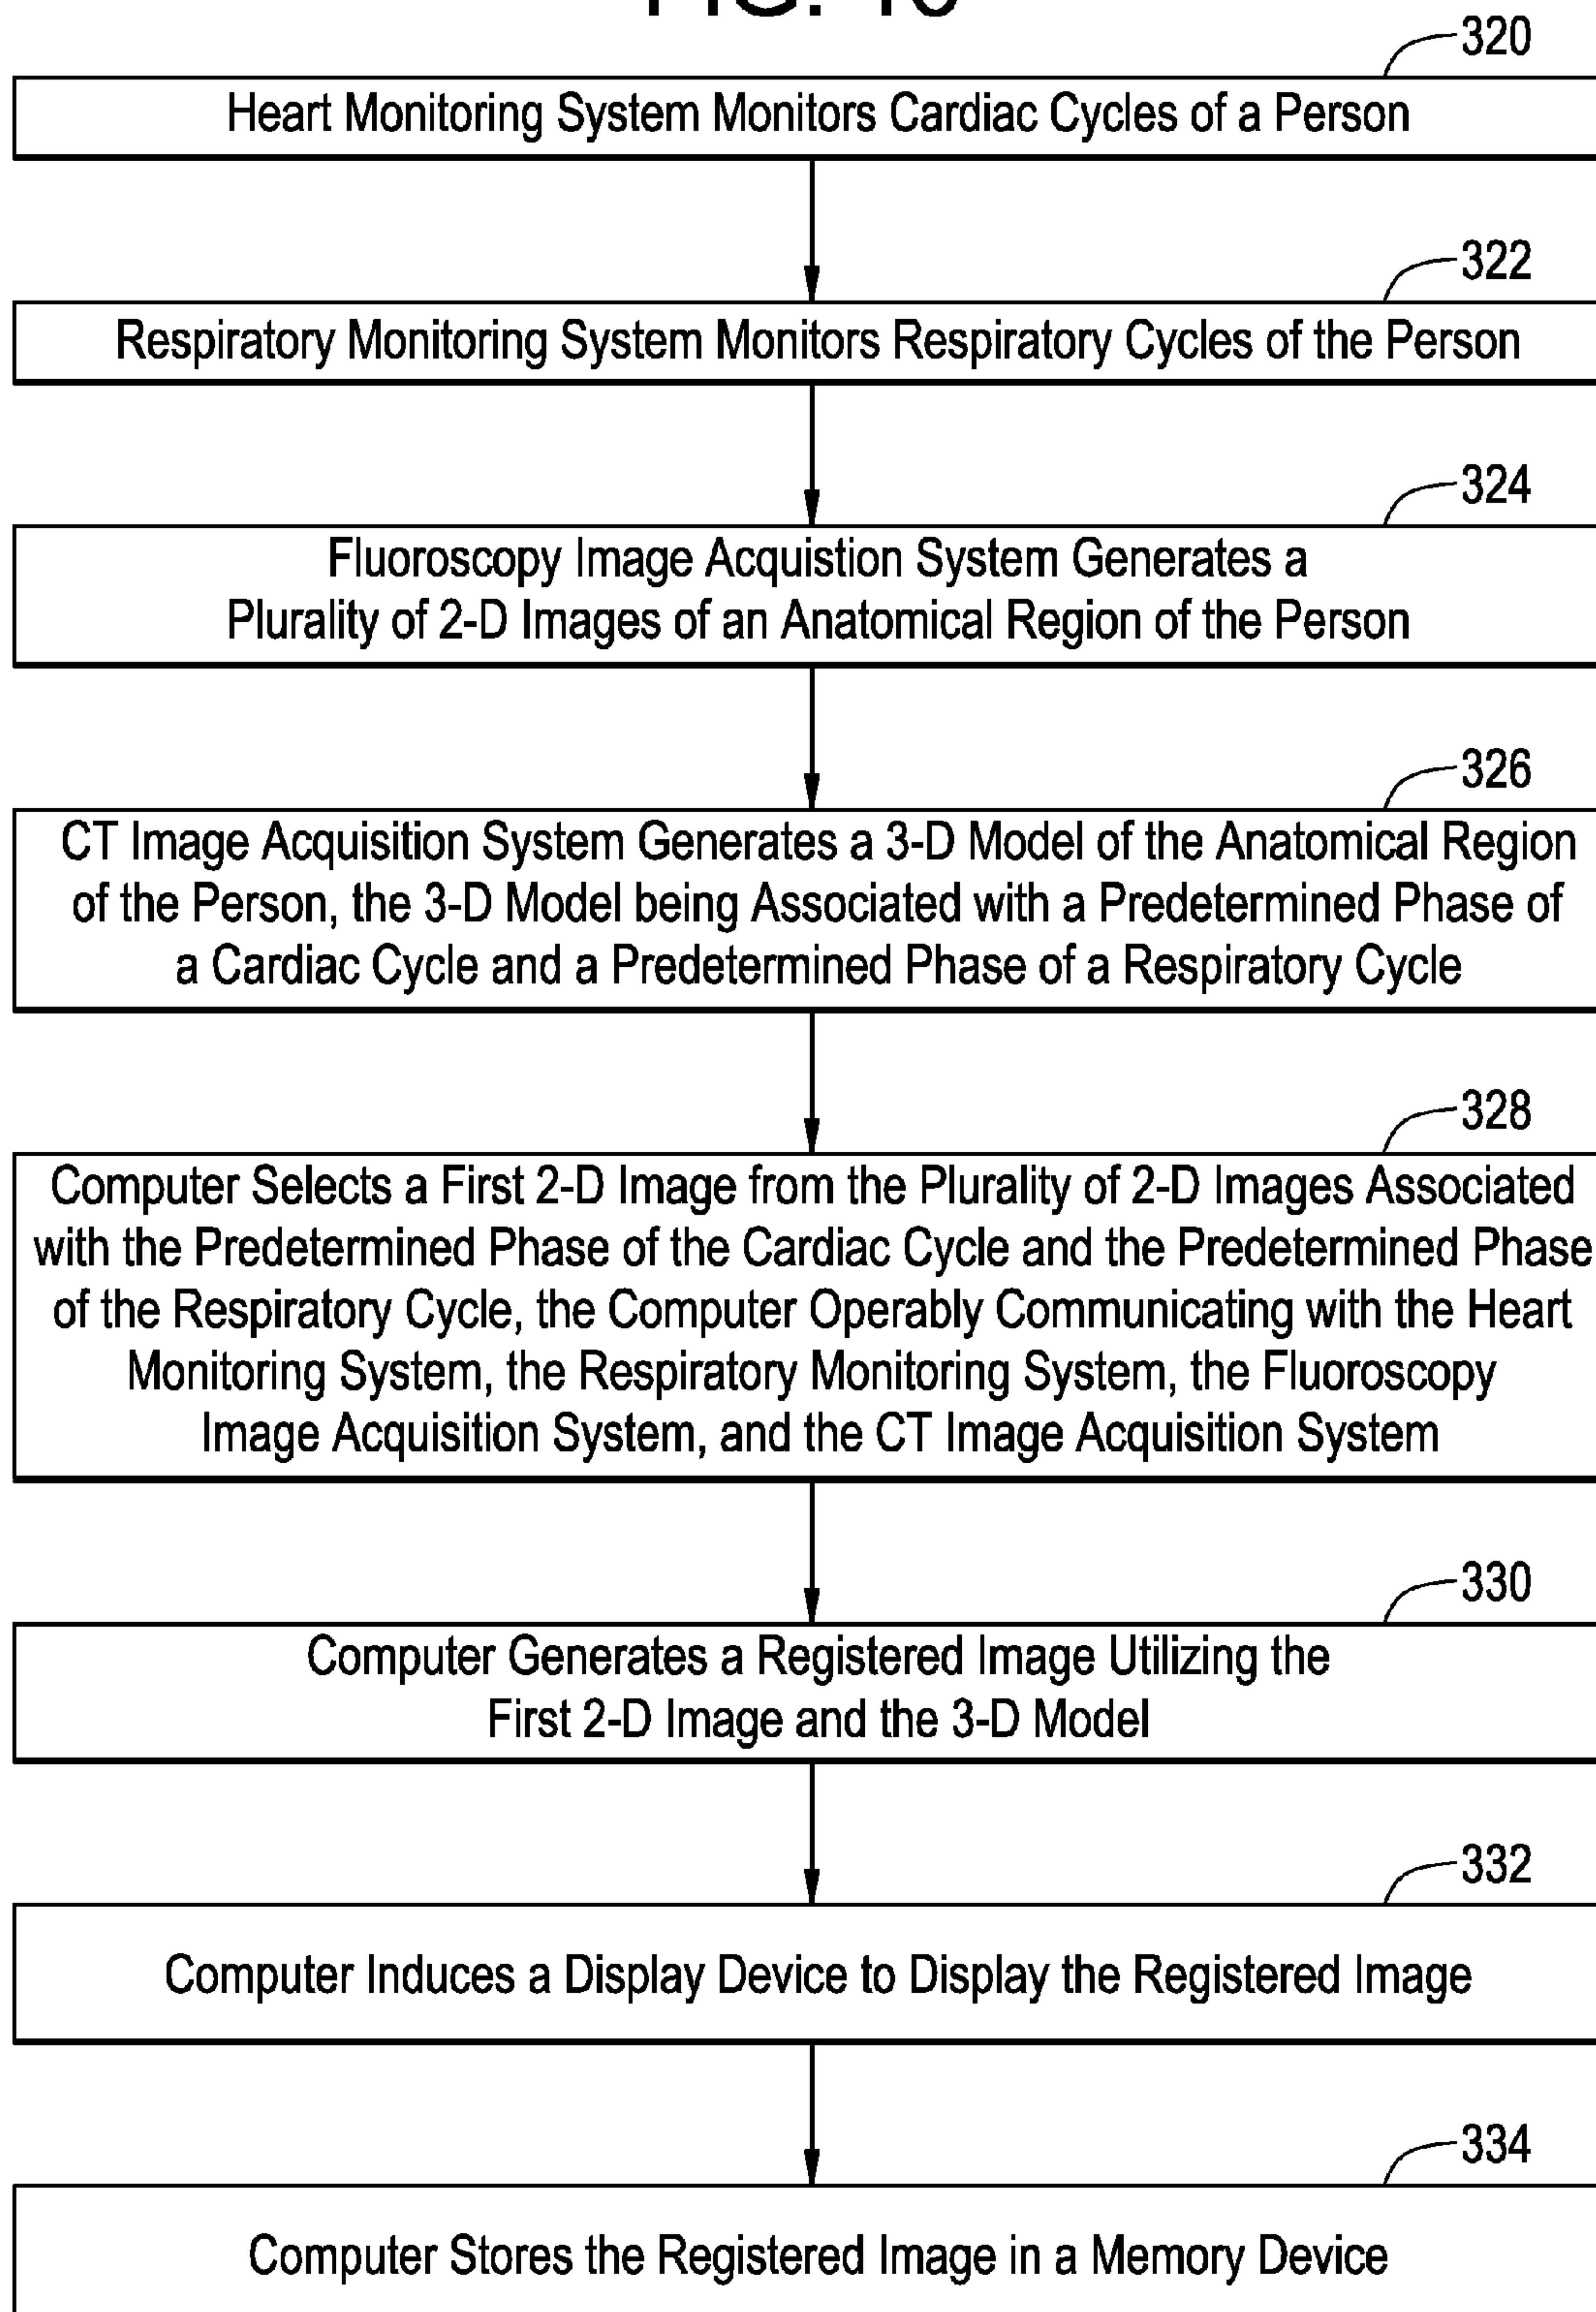 FIG. 10
320
Heart Monitoring System Monitors Cardiac Cycles of a Person
322
Respiratory Monitoring System Monitors Respiratory Cycles of the Person
324
Fluoroscopy Image Acquistion System Generates a
Plurality of 2-D Images of an Anatomical Region of the Person
326
CT Image Acquisition System Generates a 3-D Model of the Anatomical Region
of the Person, the 3-D Model being Associated with a Predetermined Phase of
a Cardiac Cycle and a Predetermined Phase of a Respiratory Cycle
328
Computer Selects a First 2-D Image from the Plurality of 2-D Images Associated
with the Predetermined Phase of the Cardiac Cycle and the Predetermined Phase
of the Respiratory Cycle, the Computer Operably Communicating with the Heart
Monitoring System, the Respiratory Monitoring System, the Fluoroscopy
Image Acquisition System, and the CT Image Acquisition System
330
Computer Generates a Registered Image Utilizing the
First 2-D Image and the 3-D Model
332
Computer Induces a Display Device to Display the Registered Image
334
Computer Stores the Registered Image in a Memory Device